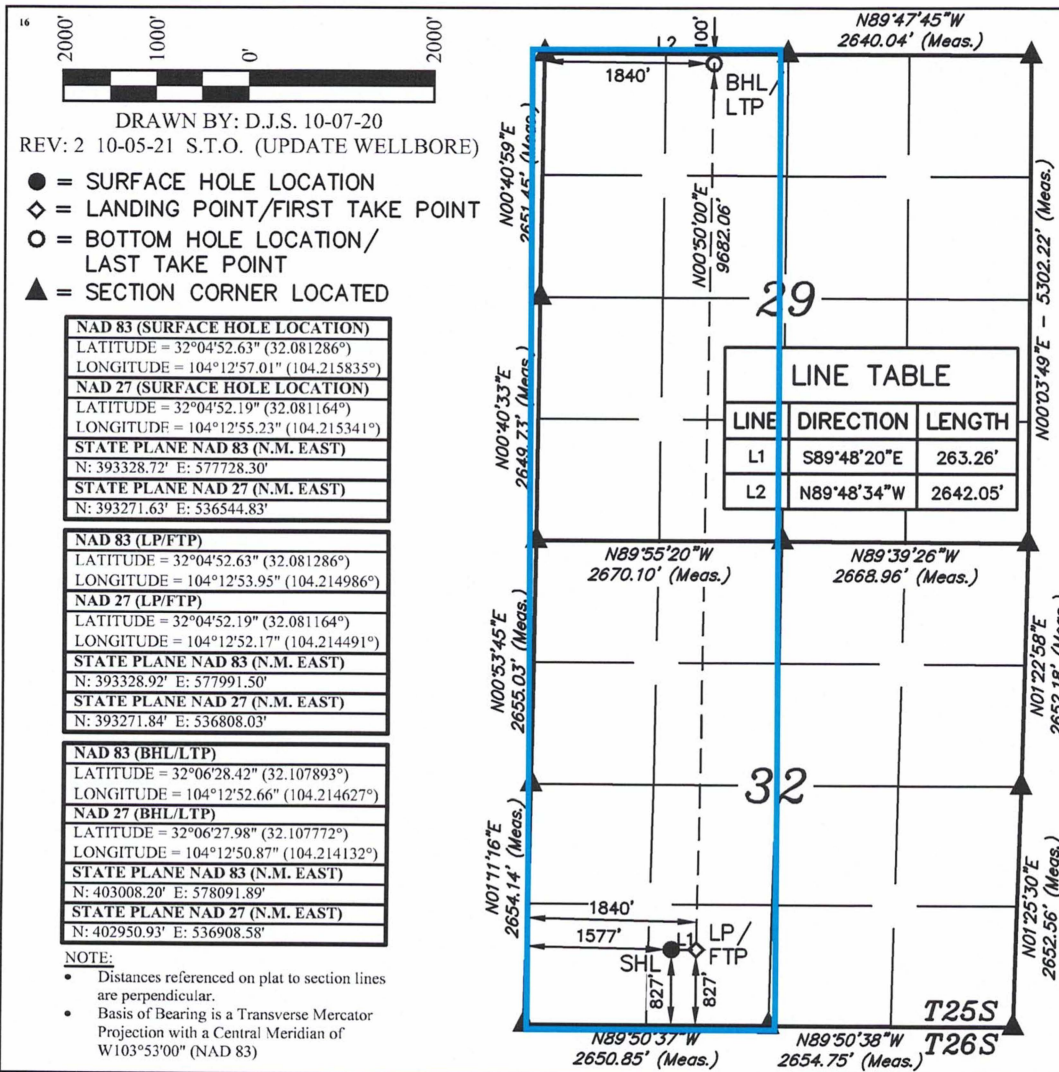 16
2000'
1000'
0'
2000'
DRAWN BY: D.J.S. 10-07-20
REV: 2 10-05-21 S.T.O. (UPDATE WELLBORE)
● = SURFACE HOLE LOCATION
◇ = LANDING POINT/FIRST TAKE POINT
○ = BOTTOM HOLE LOCATION/
LAST TAKE POINT
▲ = SECTION CORNER LOCATED
NAD 83 (SURFACE HOLE LOCATION)
LATITUDE = 32°04'52.63" (32.081286°)
LONGITUDE = 104°12'57.01" (104.215835°)
NAD 27 (SURFACE HOLE LOCATION)
LATITUDE = 32°04'52.19" (32.081164°)
LONGITUDE = 104°12'55.23" (104.215341°)
STATE PLANE NAD 83 (N.M. EAST)
N: 393328.72' E: 577728.30'
STATE PLANE NAD 27 (N.M. EAST)
N: 393271.63' E: 536544.83'
NAD 83 (LP/FTP)
LATITUDE = 32°04'52.63" (32.081286°)
LONGITUDE = 104°12'53.95" (104.214986°)
NAD 27 (LP/FTP)
LATITUDE = 32°04'52.19" (32.081164°)
LONGITUDE = 104°12'52.17" (104.214491°)
STATE PLANE NAD 83 (N.M. EAST)
N: 393328.92' E: 577991.50'
STATE PLANE NAD 27 (N.M. EAST)
N: 393271.84' E: 536808.03'
NAD 83 (BHL/LTP)
LATITUDE = 32°06'28.42" (32.107893°)
LONGITUDE = 104°12'52.66" (104.214627°)
NAD 27 (BHL/LTP)
LATITUDE = 32°06'27.98" (32.107772°)
LONGITUDE = 104°12'50.87" (104.214132°)
STATE PLANE NAD 83 (N.M. EAST)
N: 403008.20' E: 578091.89'
STATE PLANE NAD 27 (N.M. EAST)
N: 402950.93' E: 536908.58'
NOTE:
• Distances referenced on plat to section lines
are perpendicular.
• Basis of Bearing is a Transverse Mercator
Projection with a Central Meridian of
W103°53'00" (NAD 83)
L2
100'
N89°47'45"W
2640.04' (Meas.)
1840'
BHL/
LTP
N00°40'59"E
2651.45' (Meas.)
N00°50'00"E
9682.06'
N00°03'49"E - 5302.22' (Meas.)
29
N00°40'33"E
2649.73' (Meas.)
LINE TABLE
LINE DIRECTION LENGTH
L1 S89°48'20"E 263.26'
L2 N89°48'34"W 2642.05'
N89°55'20"W
2670.10' (Meas.)
N89°39'26"W
2668.96' (Meas.)
N00°53'45"E
2655.03' (Meas.)
N01°22'58"E
2652.18' (Meas.)
32
N01°11'16"E
2654.14' (Meas.)
N01°25'30"E
2652.56' (Meas.)
1840'
1577'
L1
LP/
FTP
SHL
827'
827'
T25S
T26S
N89°50'37"W
2650.85' (Meas.)
N89°50'38"W
2654.75' (Meas.)